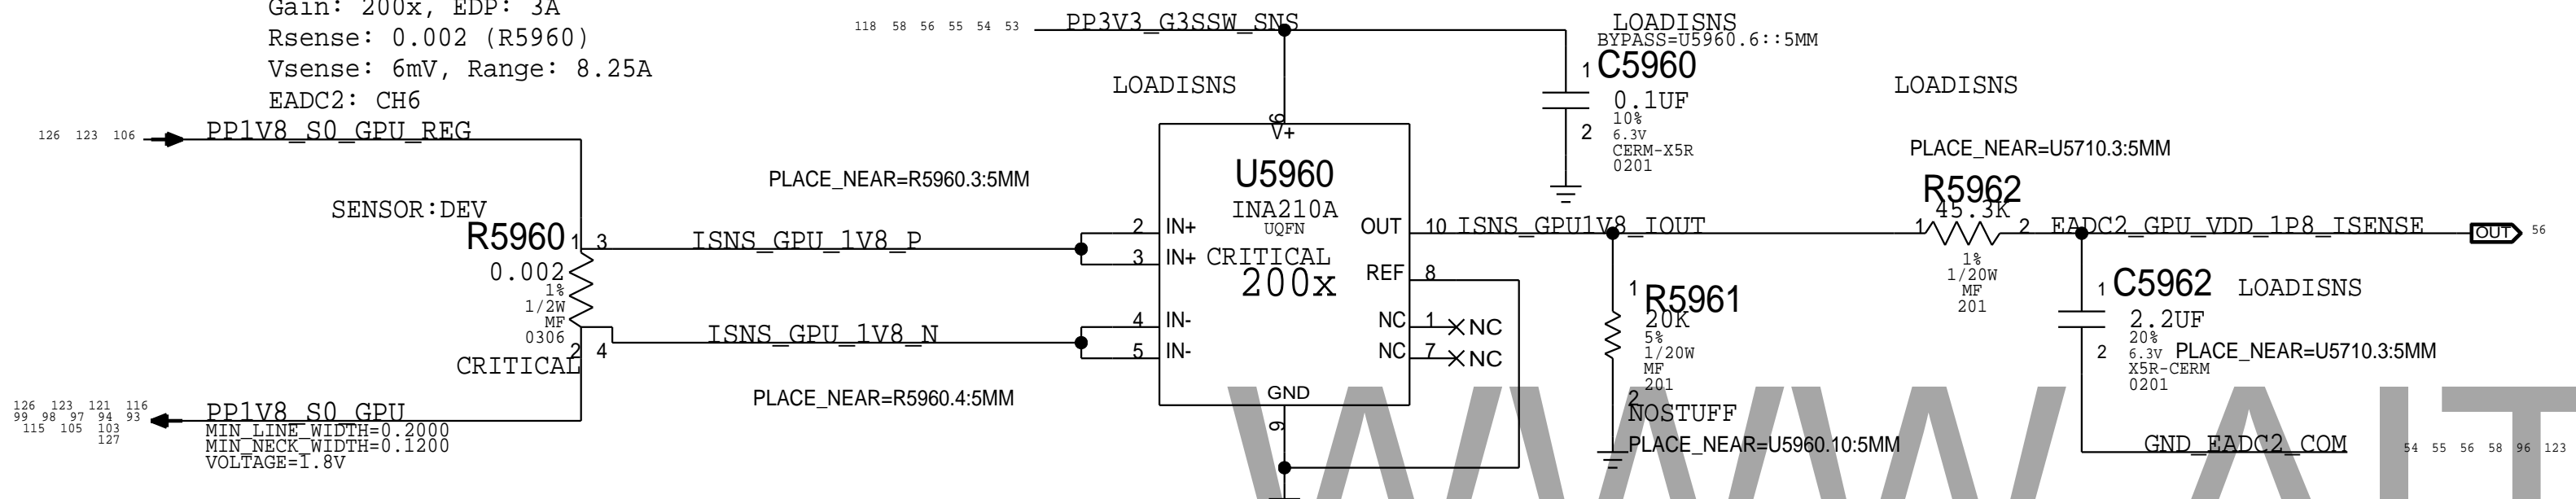 Gain: 200x, EDP: 3A
Rsense: 0.002 (R5960)
Vsense: 6mV, Range: 8.25A
EADC2: CH6
126 123 106
PP1V8_S0_GPU_REG
SENSOR:DEV
R5960
0.002
1%
1/2W
MF
0306
CRITICAL
1 3
2 4
126 123 121 116
99 98 97 94 93
115 105 103
127
PP1V8_S0_GPU
MIN_LINE_WIDTH=0.2000
MIN_NECK_WIDTH=0.1200
VOLTAGE=1.8V
PLACE_NEAR=R5960.3:5MM
ISNS_GPU_1V8_P
ISNS_GPU_1V8_N
PLACE_NEAR=R5960.4:5MM
118 58 56 55 54 53
PP3V3_G3SSW_SNS
LOADISNS
6
V+
U5960
INA210A
UQFN
CRITICAL
200x
2 IN+
3 IN+
4 IN-
5 IN-
OUT 10
REF 8
NC 1 NC
NC 7 NC
GND
9
LOADISNS
BYPASS=U5960.6::5MM
1 C5960
0.1UF
10%
2 6.3V
CERM-X5R
0201
ISNS_GPU1V8_IOUT
1 R5961
20K
5%
1/20W
MF
201
2
NOSTUFF
PLACE_NEAR=U5960.10:5MM
LOADISNS
PLACE_NEAR=U5710.3:5MM
R5962
45.3K
1 2
1%
1/20W
MF
201
EADC2_GPU_VDD_1P8_ISENSE
OUT 56
1 C5962 LOADISNS
2.2UF
20%
2 6.3V PLACE_NEAR=U5710.3:5MM
X5R-CERM
0201
GND_EADC2_COM
54 55 56 58 96 123
WWW.AIT